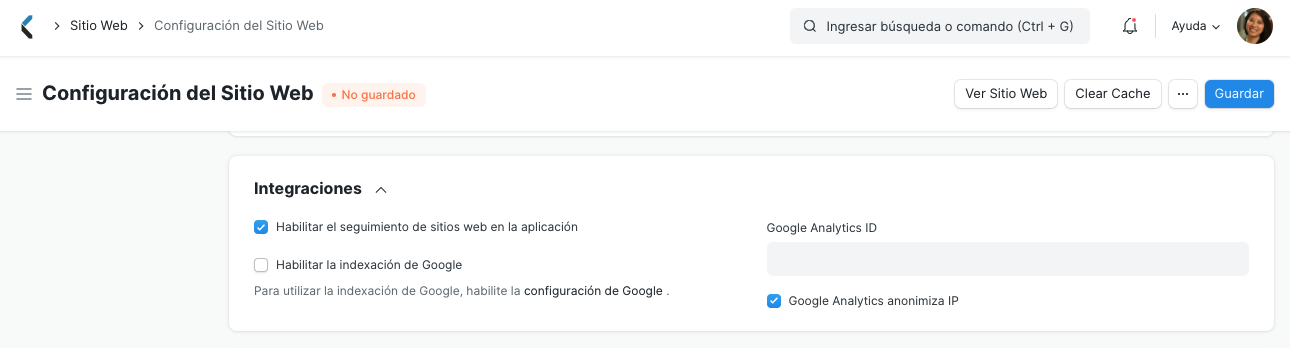 Sitio Web Configuración del Sitio Web Ingresar búsqueda o comando (Ctrl + G) Ayuda
Configuración del Sitio Web • No guardado Ver Sitio Web Clear Cache ··· Guardar
Integraciones
Habilitar el seguimiento de sitios web en la aplicación
Habilitar la indexación de Google
Para utilizar la indexación de Google, habilite la configuración de Google .
Google Analytics ID
Google Analytics anonimiza IP